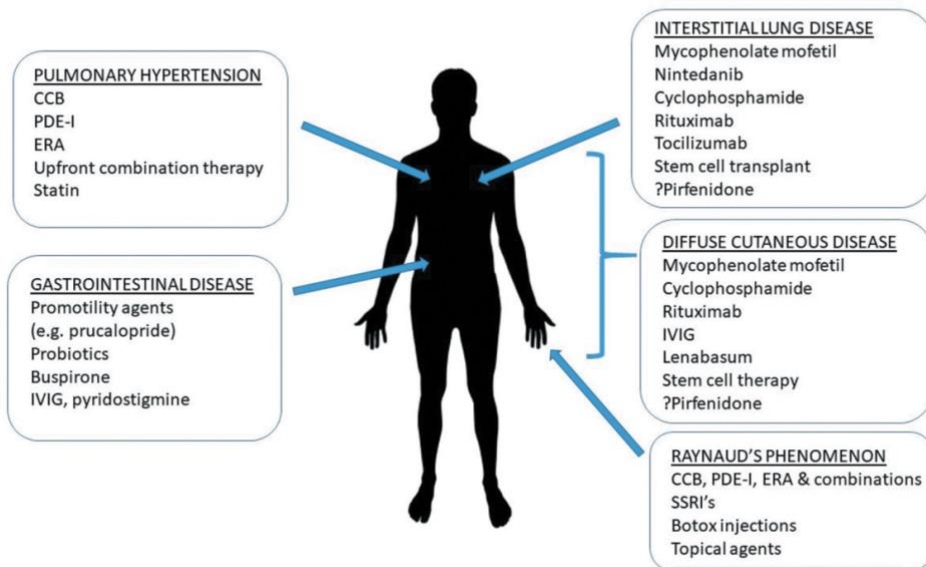 PULMONARY HYPERTENSION
CCB
PDE-I
ERA
Upfront combination therapy
Statin
GASTROINTESTINAL DISEASE
Promotility agents
(e.g. prucalopride)
Probiotics
Buspirone
IVIG, pyridostigmine
INTERSTITIAL LUNG DISEASE
Mycophenolate mofetil
Nintedanib
Cyclophosphamide
Rituximab
Tocilizumab
Stem cell transplant
?Pirfenidone
DIFFUSE CUTANEOUS DISEASE
Mycophenolate mofetil
Cyclophosphamide
Rituximab
IVIG
Lenabasum
Stem cell therapy
?Pirfenidone
RAYNAUD'S PHENOMENON
CCB, PDE-I, ERA & combinations
SSRI's
Botox injections
Topical agents